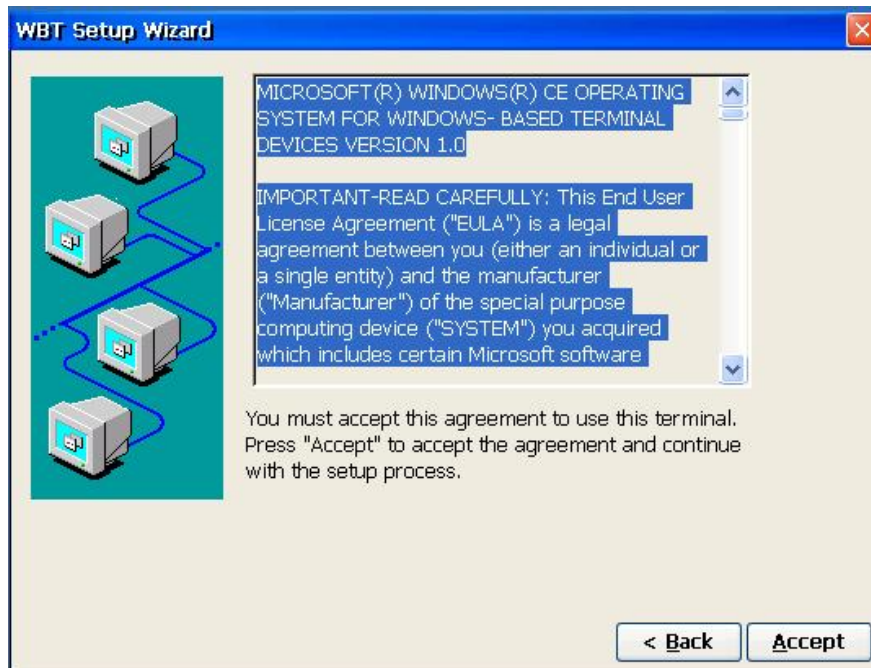 WBT Setup Wizard
MICROSOFT(R) WINDOWS(R) CE OPERATING
SYSTEM FOR WINDOWS- BASED TERMINAL
DEVICES VERSION 1.0
IMPORTANT-READ CAREFULLY: This End User
License Agreement ("EULA") is a legal
agreement between you (either an individual or
a single entity) and the manufacturer
("Manufacturer") of the special purpose
computing device ("SYSTEM") you acquired
which includes certain Microsoft software
You must accept this agreement to use this terminal.
Press "Accept" to accept the agreement and continue
with the setup process.
< Back
Accept